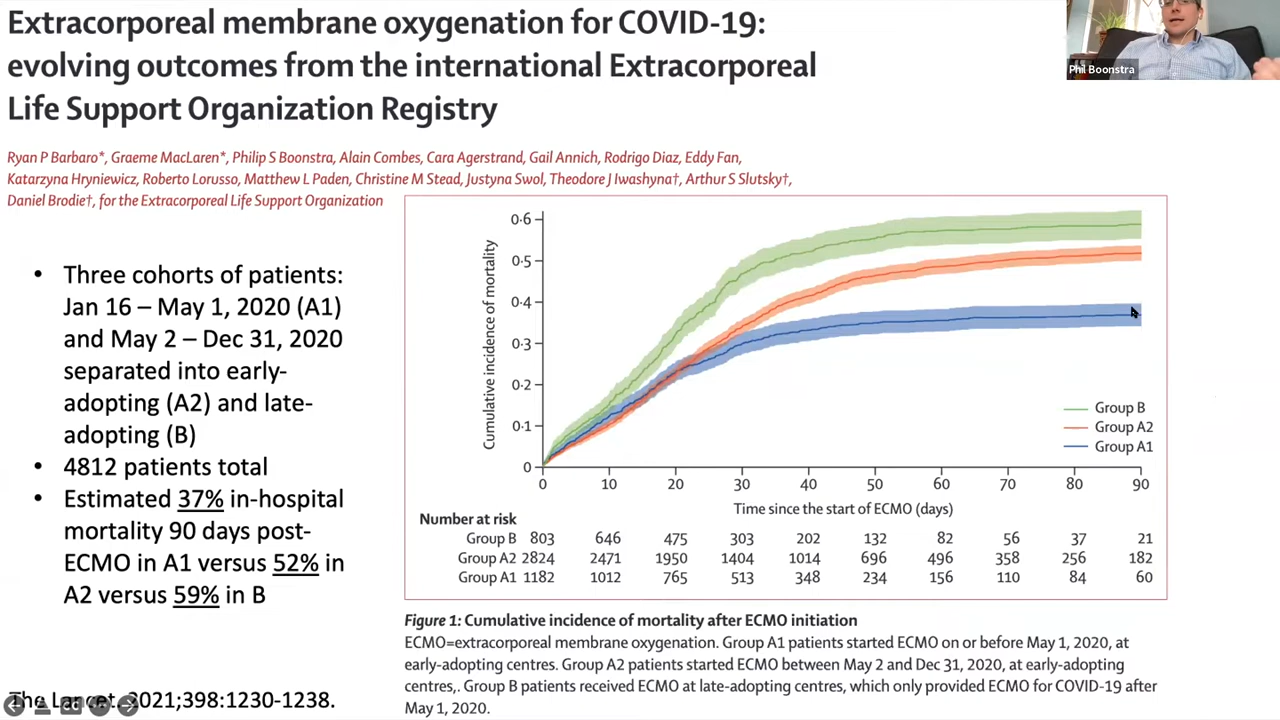 Extracorporeal membrane oxygenation for COVID-19:
evolving outcomes from the international Extracorporeal
Life Support Organization Registry
Phil Boonstra
Ryan P Barbaro*, Graeme MacLaren*, Philip S Boonstra, Alain Combes, Cara Agerstrand, Gail Annich, Rodrigo Diaz, Eddy Fan,
Katarzyna Hryniewicz, Roberto Lorusso, Matthew L Paden, Christine M Stead, Justyna Swol, Theodore J Iwashyna†, Arthur S Slutsky†,
Daniel Brodie†, for the Extracorporeal Life Support Organization
• Three cohorts of patients:
Jan 16 – May 1, 2020 (A1)
and May 2 – Dec 31, 2020
separated into early-
adopting (A2) and late-
adopting (B)
• 4812 patients total
• Estimated 37% in-hospital
mortality 90 days post-
ECMO in A1 versus 52% in
A2 versus 59% in B
The Lancet. 2021;398:1230-1238.
Cumulative incidence of mortality
0·6
0·5
0·4
0·3
0·2
0·1
0
Group B
Group A2
Group A1
0 10 20 30 40 50 60 70 80 90
Time since the start of ECMO (days)
Number at risk
Group B 803 646 475 303 202 132 82 56 37 21
Group A2 2824 2471 1950 1404 1014 696 496 358 256 182
Group A1 1182 1012 765 513 348 234 156 110 84 60
Figure 1: Cumulative incidence of mortality after ECMO initiation
ECMO=extracorporeal membrane oxygenation. Group A1 patients started ECMO on or before May 1, 2020, at
early-adopting centres. Group A2 patients started ECMO between May 2 and Dec 31, 2020, at early-adopting
centres,. Group B patients received ECMO at late-adopting centres, which only provided ECMO for COVID-19 after
May 1, 2020.